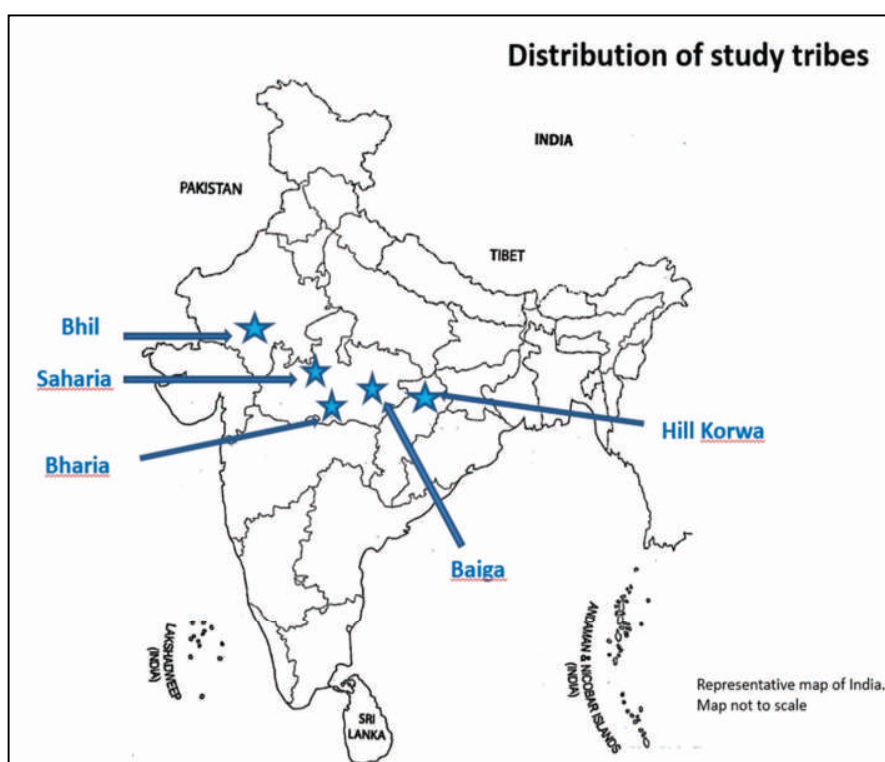 Distribution of study tribes
INDIA
PAKISTAN
TIBET
Bhil
Saharia
Bharia
Hill Korwa
Baiga
LAKSHADWEEP
(INDIA)
ANDAMAN & NICOBAR ISLANDS
(INDIA)
SRI
LANKA
Representative map of India.
Map not to scale